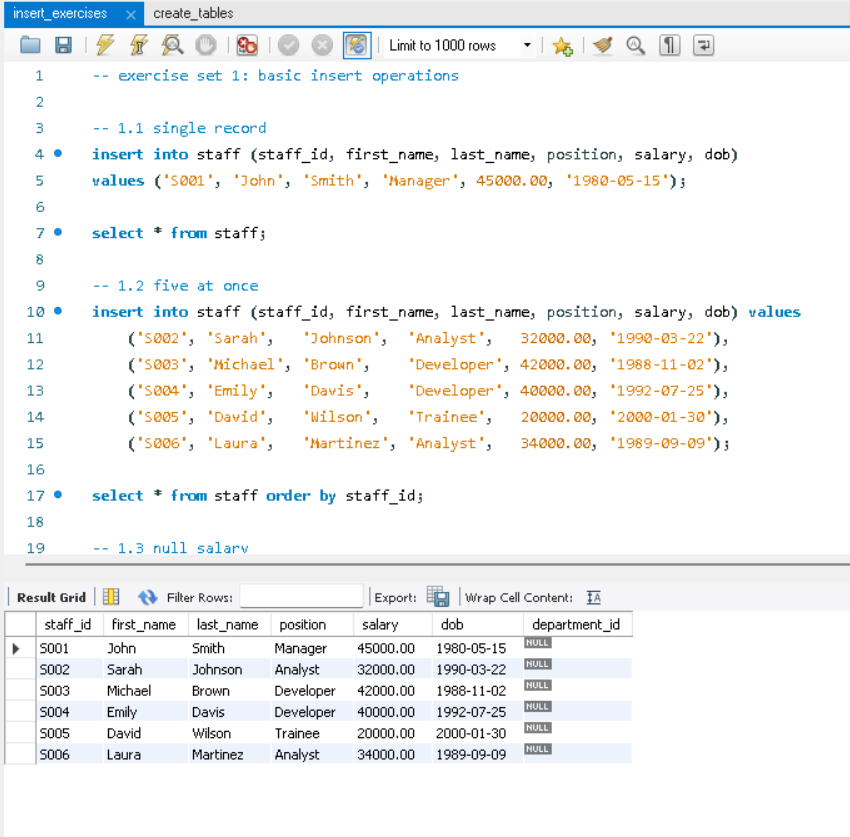 insert_exercises × create_tables
Limit to 1000 rows
1 -- exercise set 1: basic insert operations
2
3 -- 1.1 single record
4 insert into staff (staff_id, first_name, last_name, position, salary, dob)
5 values ('S001', 'John', 'Smith', 'Manager', 45000.00, '1980-05-15');
6
7 select * from staff;
8
9 -- 1.2 five at once
10 insert into staff (staff_id, first_name, last_name, position, salary, dob) values
11 ('S002', 'Sarah', 'Johnson', 'Analyst', 32000.00, '1990-03-22'),
12 ('S003', 'Michael', 'Brown', 'Developer', 42000.00, '1988-11-02'),
13 ('S004', 'Emily', 'Davis', 'Developer', 40000.00, '1992-07-25'),
14 ('S005', 'David', 'Wilson', 'Trainee', 20000.00, '2000-01-30'),
15 ('S006', 'Laura', 'Martinez', 'Analyst', 34000.00, '1989-09-09');
16
17 select * from staff order by staff_id;
18
19 -- 1.3 null salary
Result Grid Filter Rows: Export: Wrap Cell Content: IA
staff_id first_name last_name position salary dob department_id
S001 John Smith Manager 45000.00 1980-05-15 NULL
S002 Sarah Johnson Analyst 32000.00 1990-03-22 NULL
S003 Michael Brown Developer 42000.00 1988-11-02 NULL
S004 Emily Davis Developer 40000.00 1992-07-25 NULL
S005 David Wilson Trainee 20000.00 2000-01-30 NULL
S006 Laura Martinez Analyst 34000.00 1989-09-09 NULL